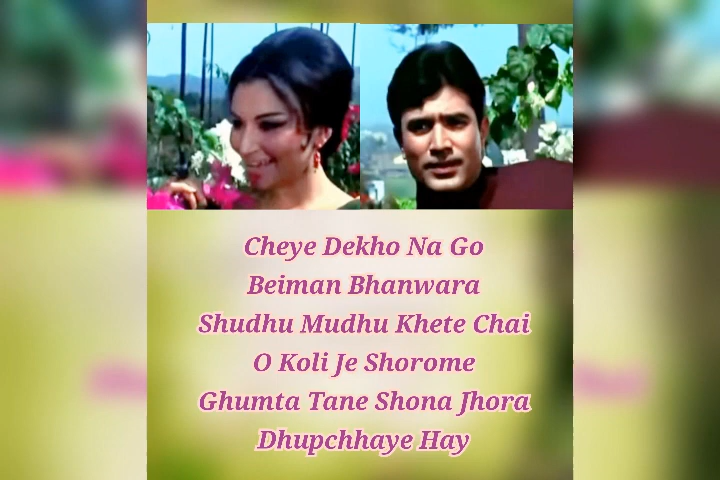 Cheye Dekho Na Go
Beiman Bhanwara
Shudhu Mudhu Khete Chai
O Koli Je Shorome
Ghumta Tane Shona Jhora
Dhupchhaye Hay